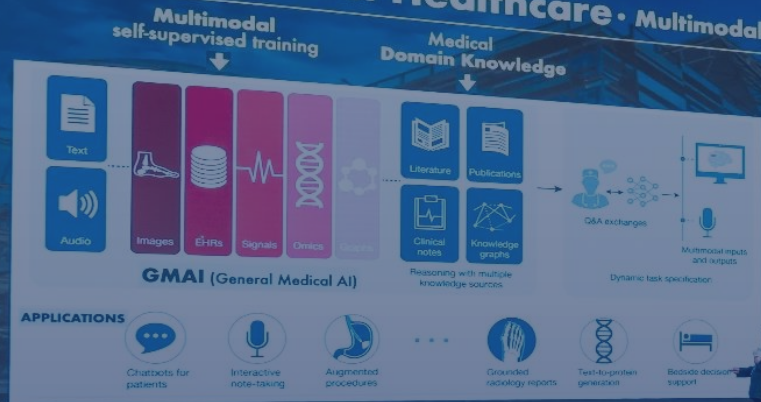 Healthcare · Multimodal
Multimodal
self-supervised training
Medical
Domain Knowledge
Text
Audio
Images
EHRs
Signals
Omics
Graphs
Literature
Publications
Clinical
notes
Knowledge
graphs
Q&A exchanges
Multimodal inputs
and outputs
GMAI (General Medical AI)
Reasoning with multiple
knowledge sources
Dynamic task specification
APPLICATIONS
Chatbots for
patients
Interactive
note-taking
Augmented
procedures
Grounded
radiology reports
Text-to-protein
generation
Bedside decision
support